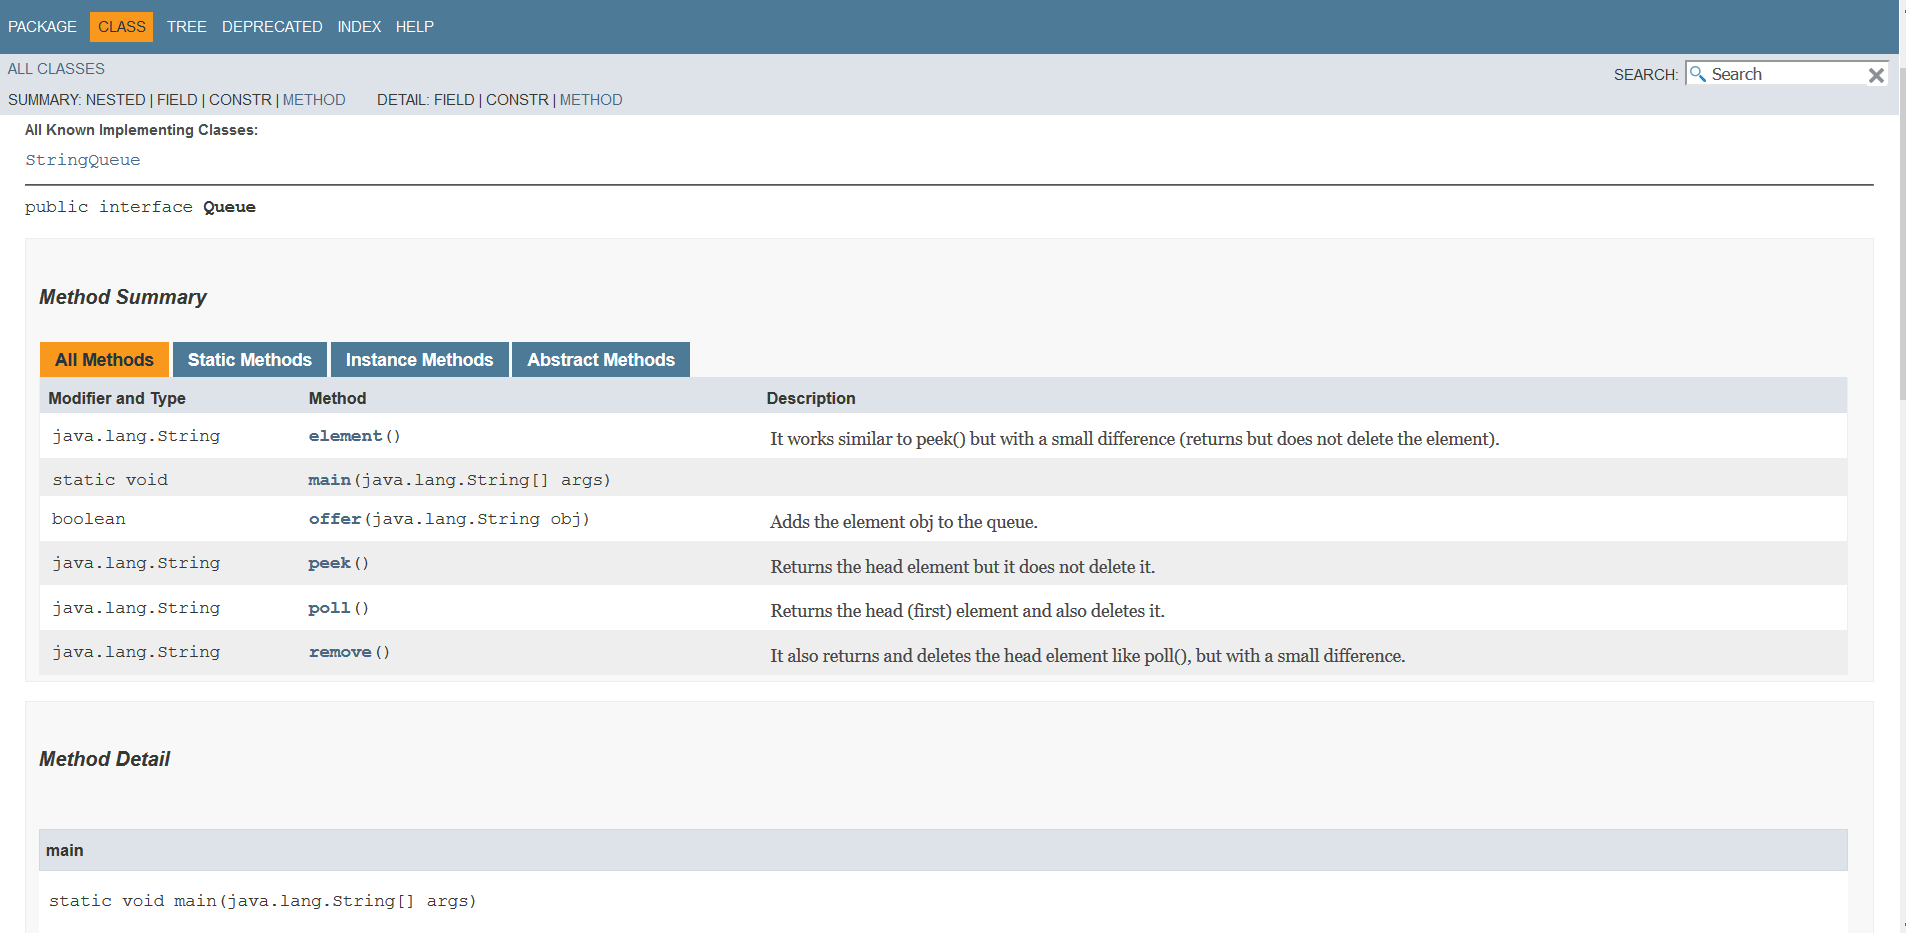 PACKAGE CLASS TREE DEPRECATED INDEX HELP
ALL CLASSES
SEARCH: Search
SUMMARY: NESTED | FIELD | CONSTR | METHOD DETAIL: FIELD | CONSTR | METHOD
All Known Implementing Classes:
StringQueue
public interface Queue
Method Summary
All Methods Static Methods Instance Methods Abstract Methods
Modifier and Type Method Description
java.lang.String element() It works similar to peek() but with a small difference (returns but does not delete the element).
static void main(java.lang.String[] args)
boolean offer(java.lang.String obj) Adds the element obj to the queue.
java.lang.String peek() Returns the head element but it does not delete it.
java.lang.String poll() Returns the head (first) element and also deletes it.
java.lang.String remove() It also returns and deletes the head element like poll(), but with a small difference.
Method Detail
main
static void main(java.lang.String[] args)